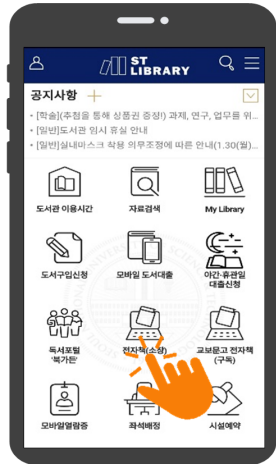 ST
LIBRARY
공지사항
• [학술](추첨을 통해 상품권 증정!) 과제, 연구, 업무를 위...
• [일반]도서관 임시 휴실 안내
• [일반]실내마스크 착용 의무조정에 따른 안내(1.30(월)...
도서관 이용시간
자료검색
My Library
도서구입신청
모바일 도서대출
야간·휴관일
대출신청
독서포털
'북가든'
전자책(소장)
교보문고 전자책
(구독)
모바일열람증
좌석배정
시설예약